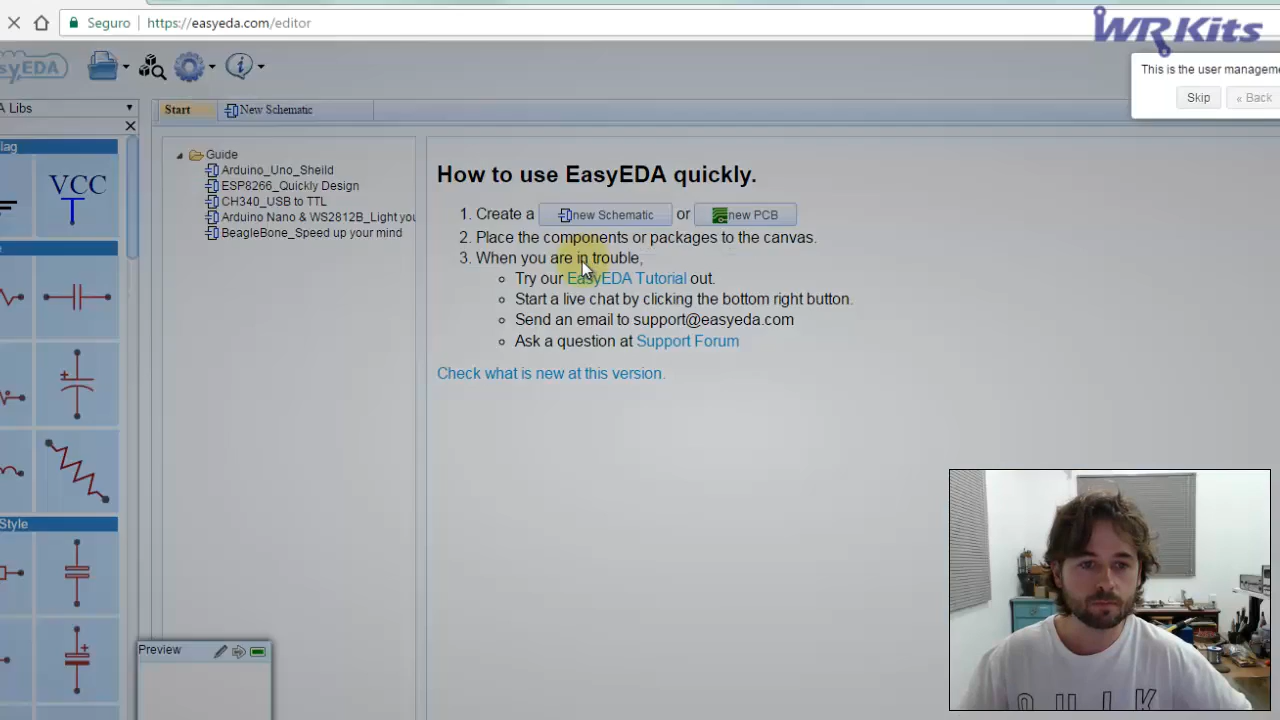 Seguro
https://easyeda.com/editor
WR Kits
asyEDA
This is the user manageme
Skip
« Back
A Libs
Start
New Schematic
lag
VCC
Guide
Arduino_Uno_Sheild
ESP8266_Quickly Design
CH340_USB to TTL
Arduino Nano & WS2812B_Light you
BeagleBone_Speed up your mind
How to use EasyEDA quickly.
1. Create a new Schematic or new PCB
2. Place the components or packages to the canvas.
3. When you are in trouble,
Try our EasyEDA Tutorial out.
Start a live chat by clicking the bottom right button.
Send an email to support@easyeda.com
Ask a question at Support Forum
Check what is new at this version.
Style
Preview